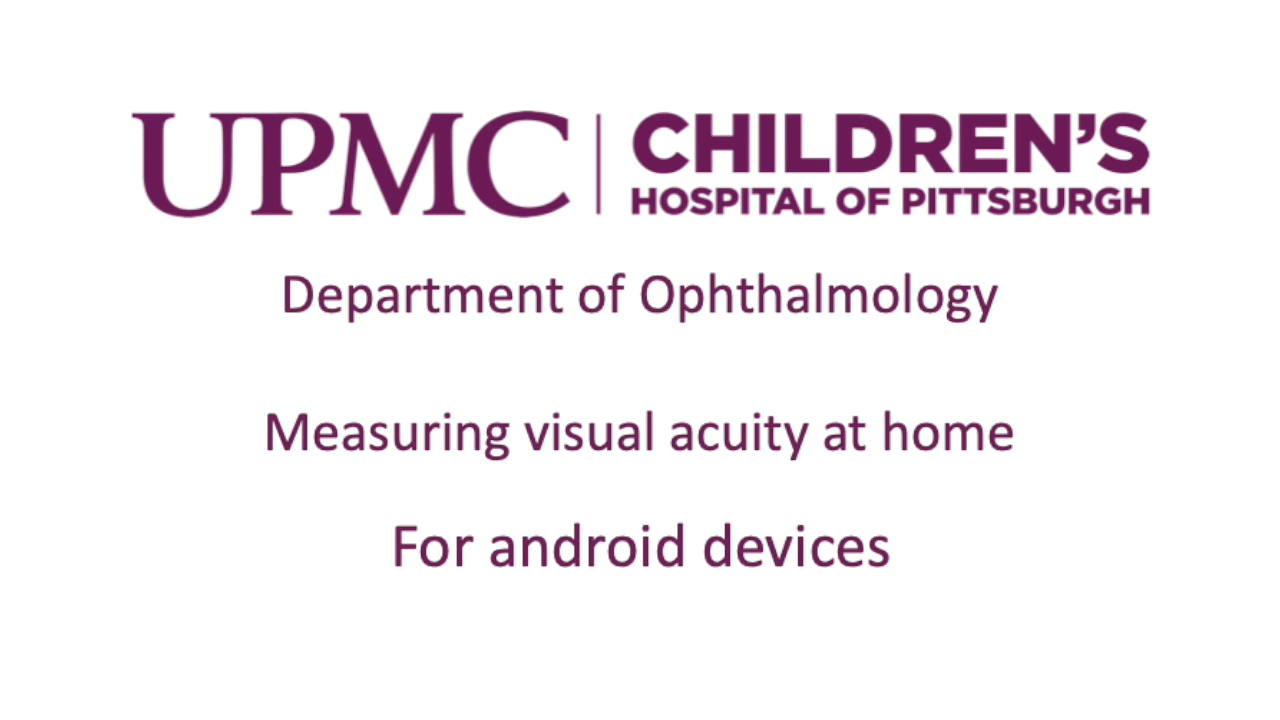 UPMC | CHILDREN'S
HOSPITAL OF PITTSBURGH
Department of Ophthalmology
Measuring visual acuity at home
For android devices